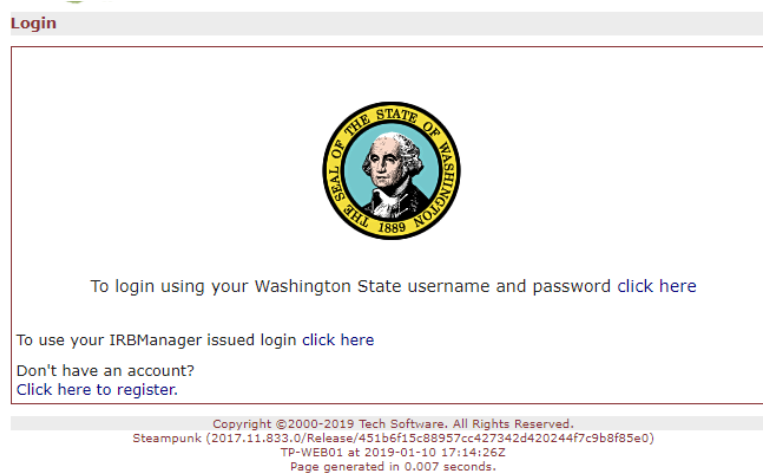 Login
THE SEAL OF THE STATE OF WASHINGTON
1889
To login using your Washington State username and password click here
To use your IRBManager issued login click here
Don't have an account?
Click here to register.
Copyright ©2000-2019 Tech Software. All Rights Reserved.
Steampunk (2017.11.833.0/Release/451b6f15c88957cc427342d420244f7c9b8f85e0)
TP-WEB01 at 2019-01-10 17:14:26Z
Page generated in 0.007 seconds.